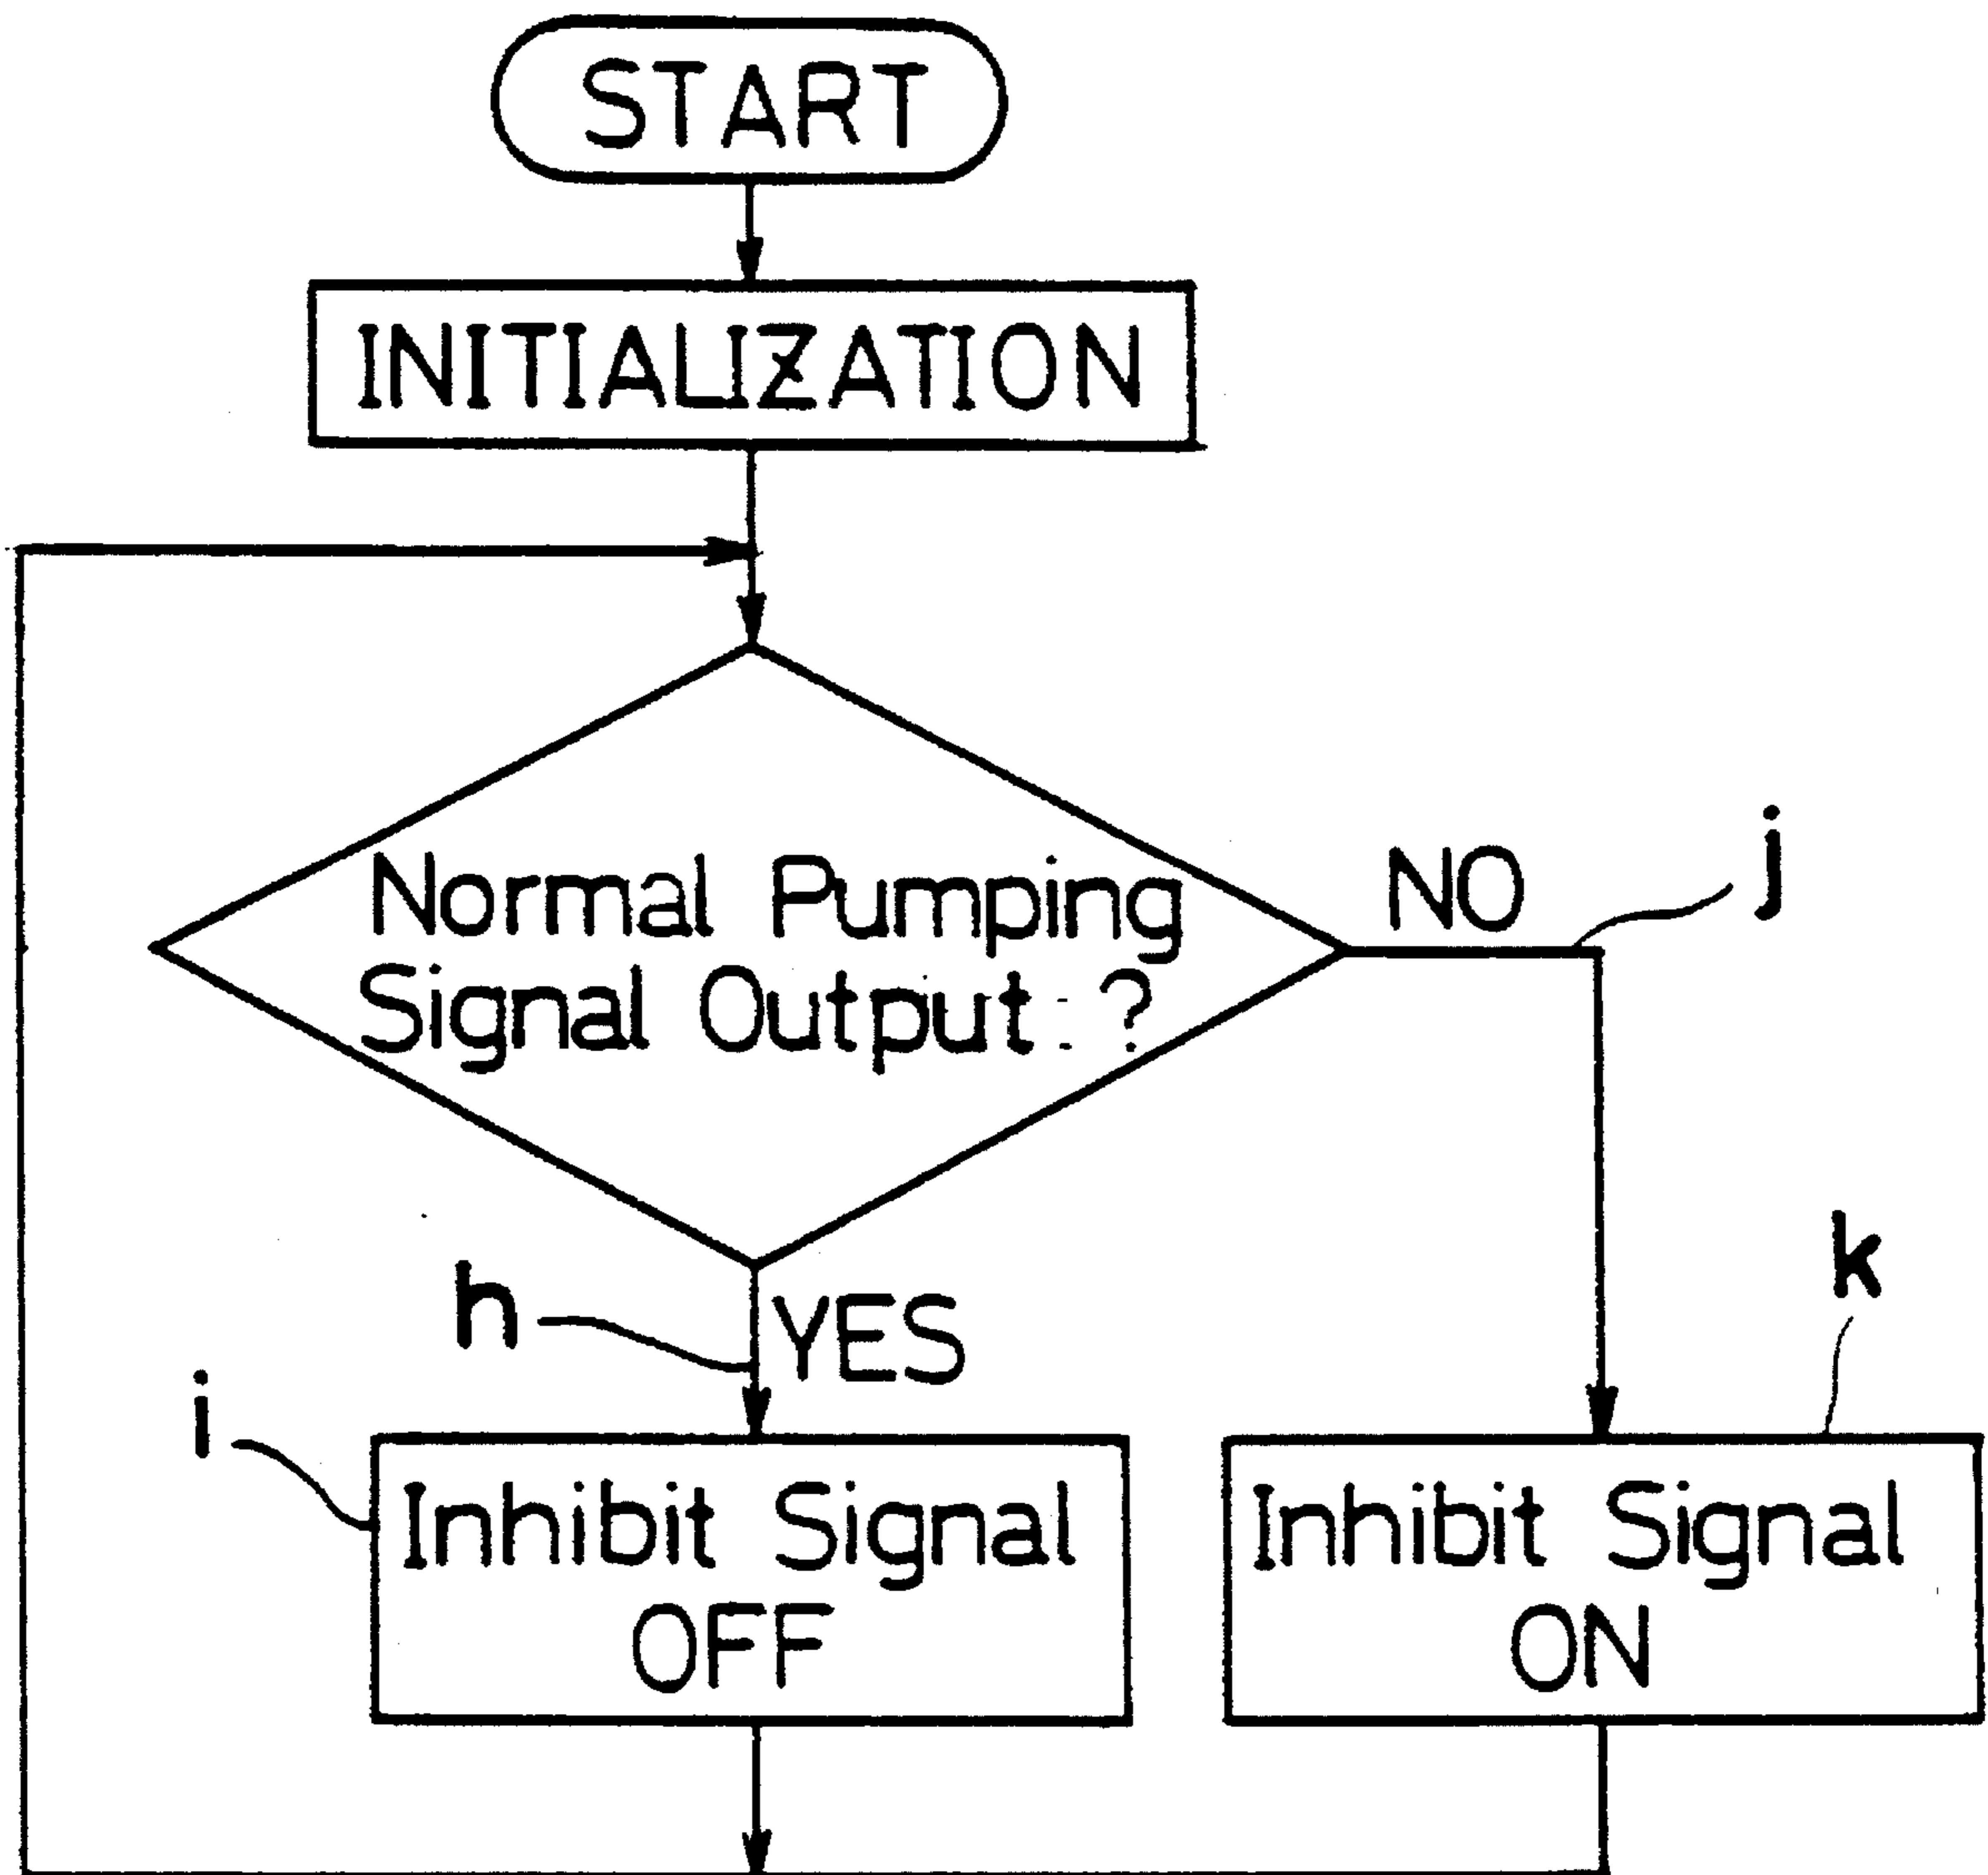 START
INITIALIZATION
Normal Pumping
Signal Output ?
NO
j
h
YES
i
k
Inhibit Signal
OFF
Inhibit Signal
ON